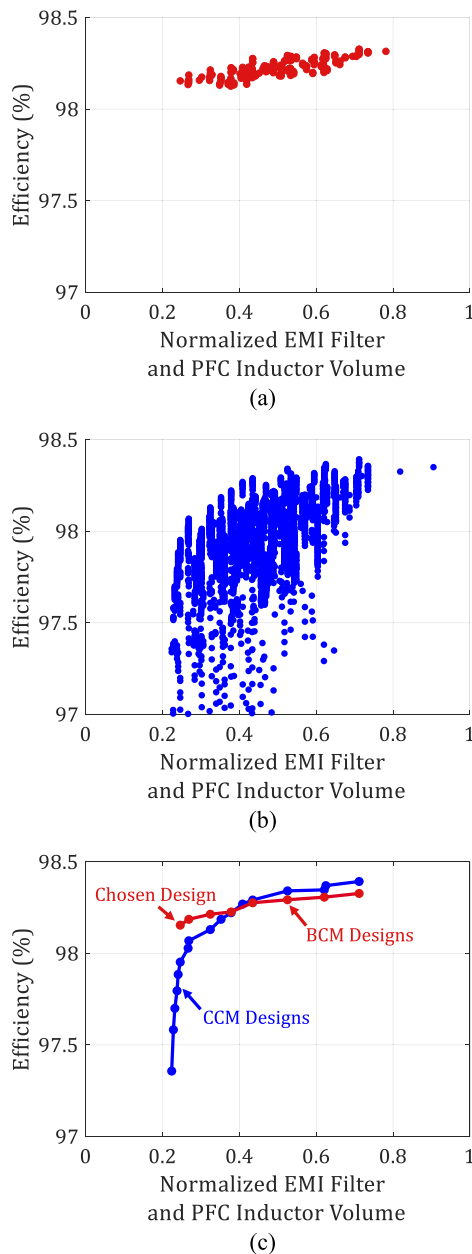 98.5
98
97.5
97
Efficiency (%)
0 0.2 0.4 0.6 0.8 1
Normalized EMI Filter
and PFC Inductor Volume
(a)
98.5
98
97.5
97
Efficiency (%)
0 0.2 0.4 0.6 0.8 1
Normalized EMI Filter
and PFC Inductor Volume
(b)
98.5
98
97.5
97
Efficiency (%)
Chosen Design
BCM Designs
CCM Designs
0 0.2 0.4 0.6 0.8 1
Normalized EMI Filter
and PFC Inductor Volume
(c)